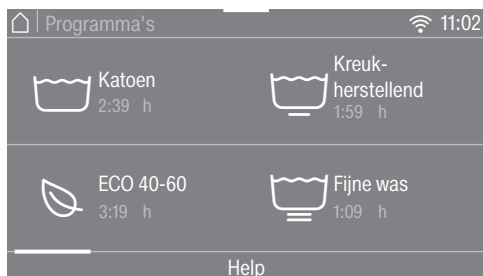 Programma's 11:02
Katoen
2:39 h
Kreuk-
herstellend
1:59 h
ECO 40-60
3:19 h
Fijne was
1:09 h
Help